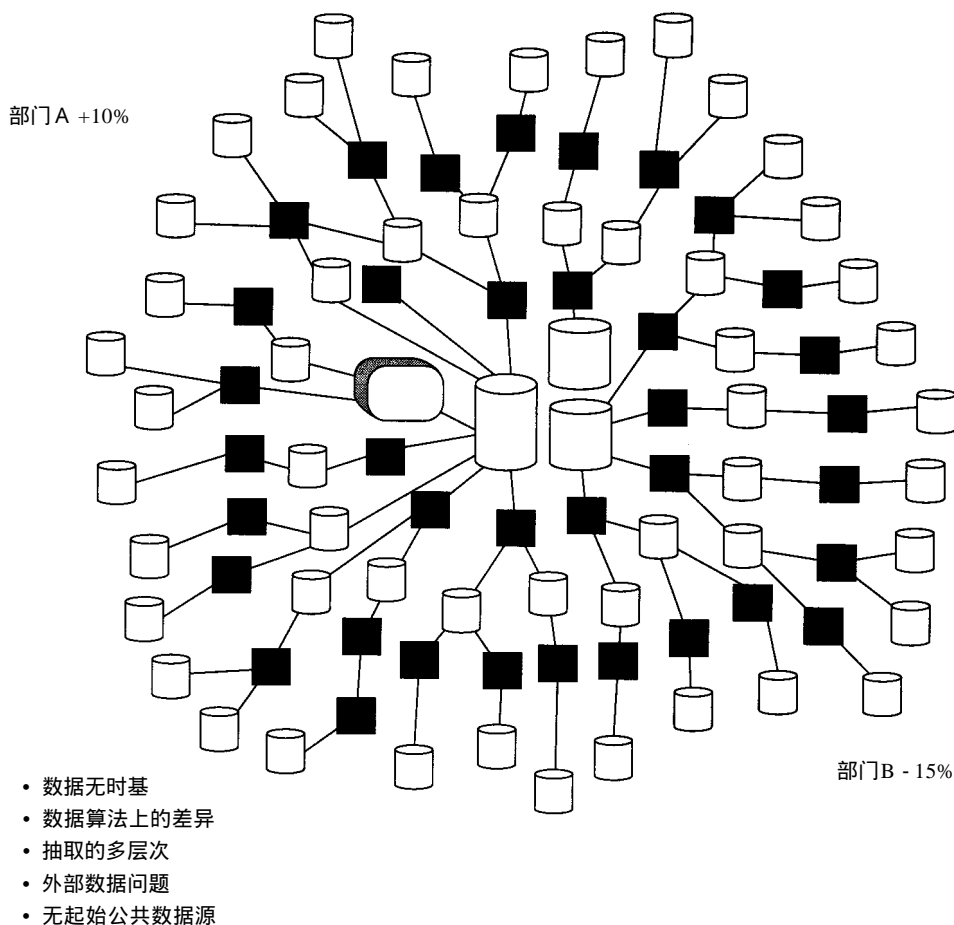 部门A +10%
部门B - 15%
• 数据无时基
• 数据算法上的差异
• 抽取的多层次
• 外部数据问题
• 无起始公共数据源